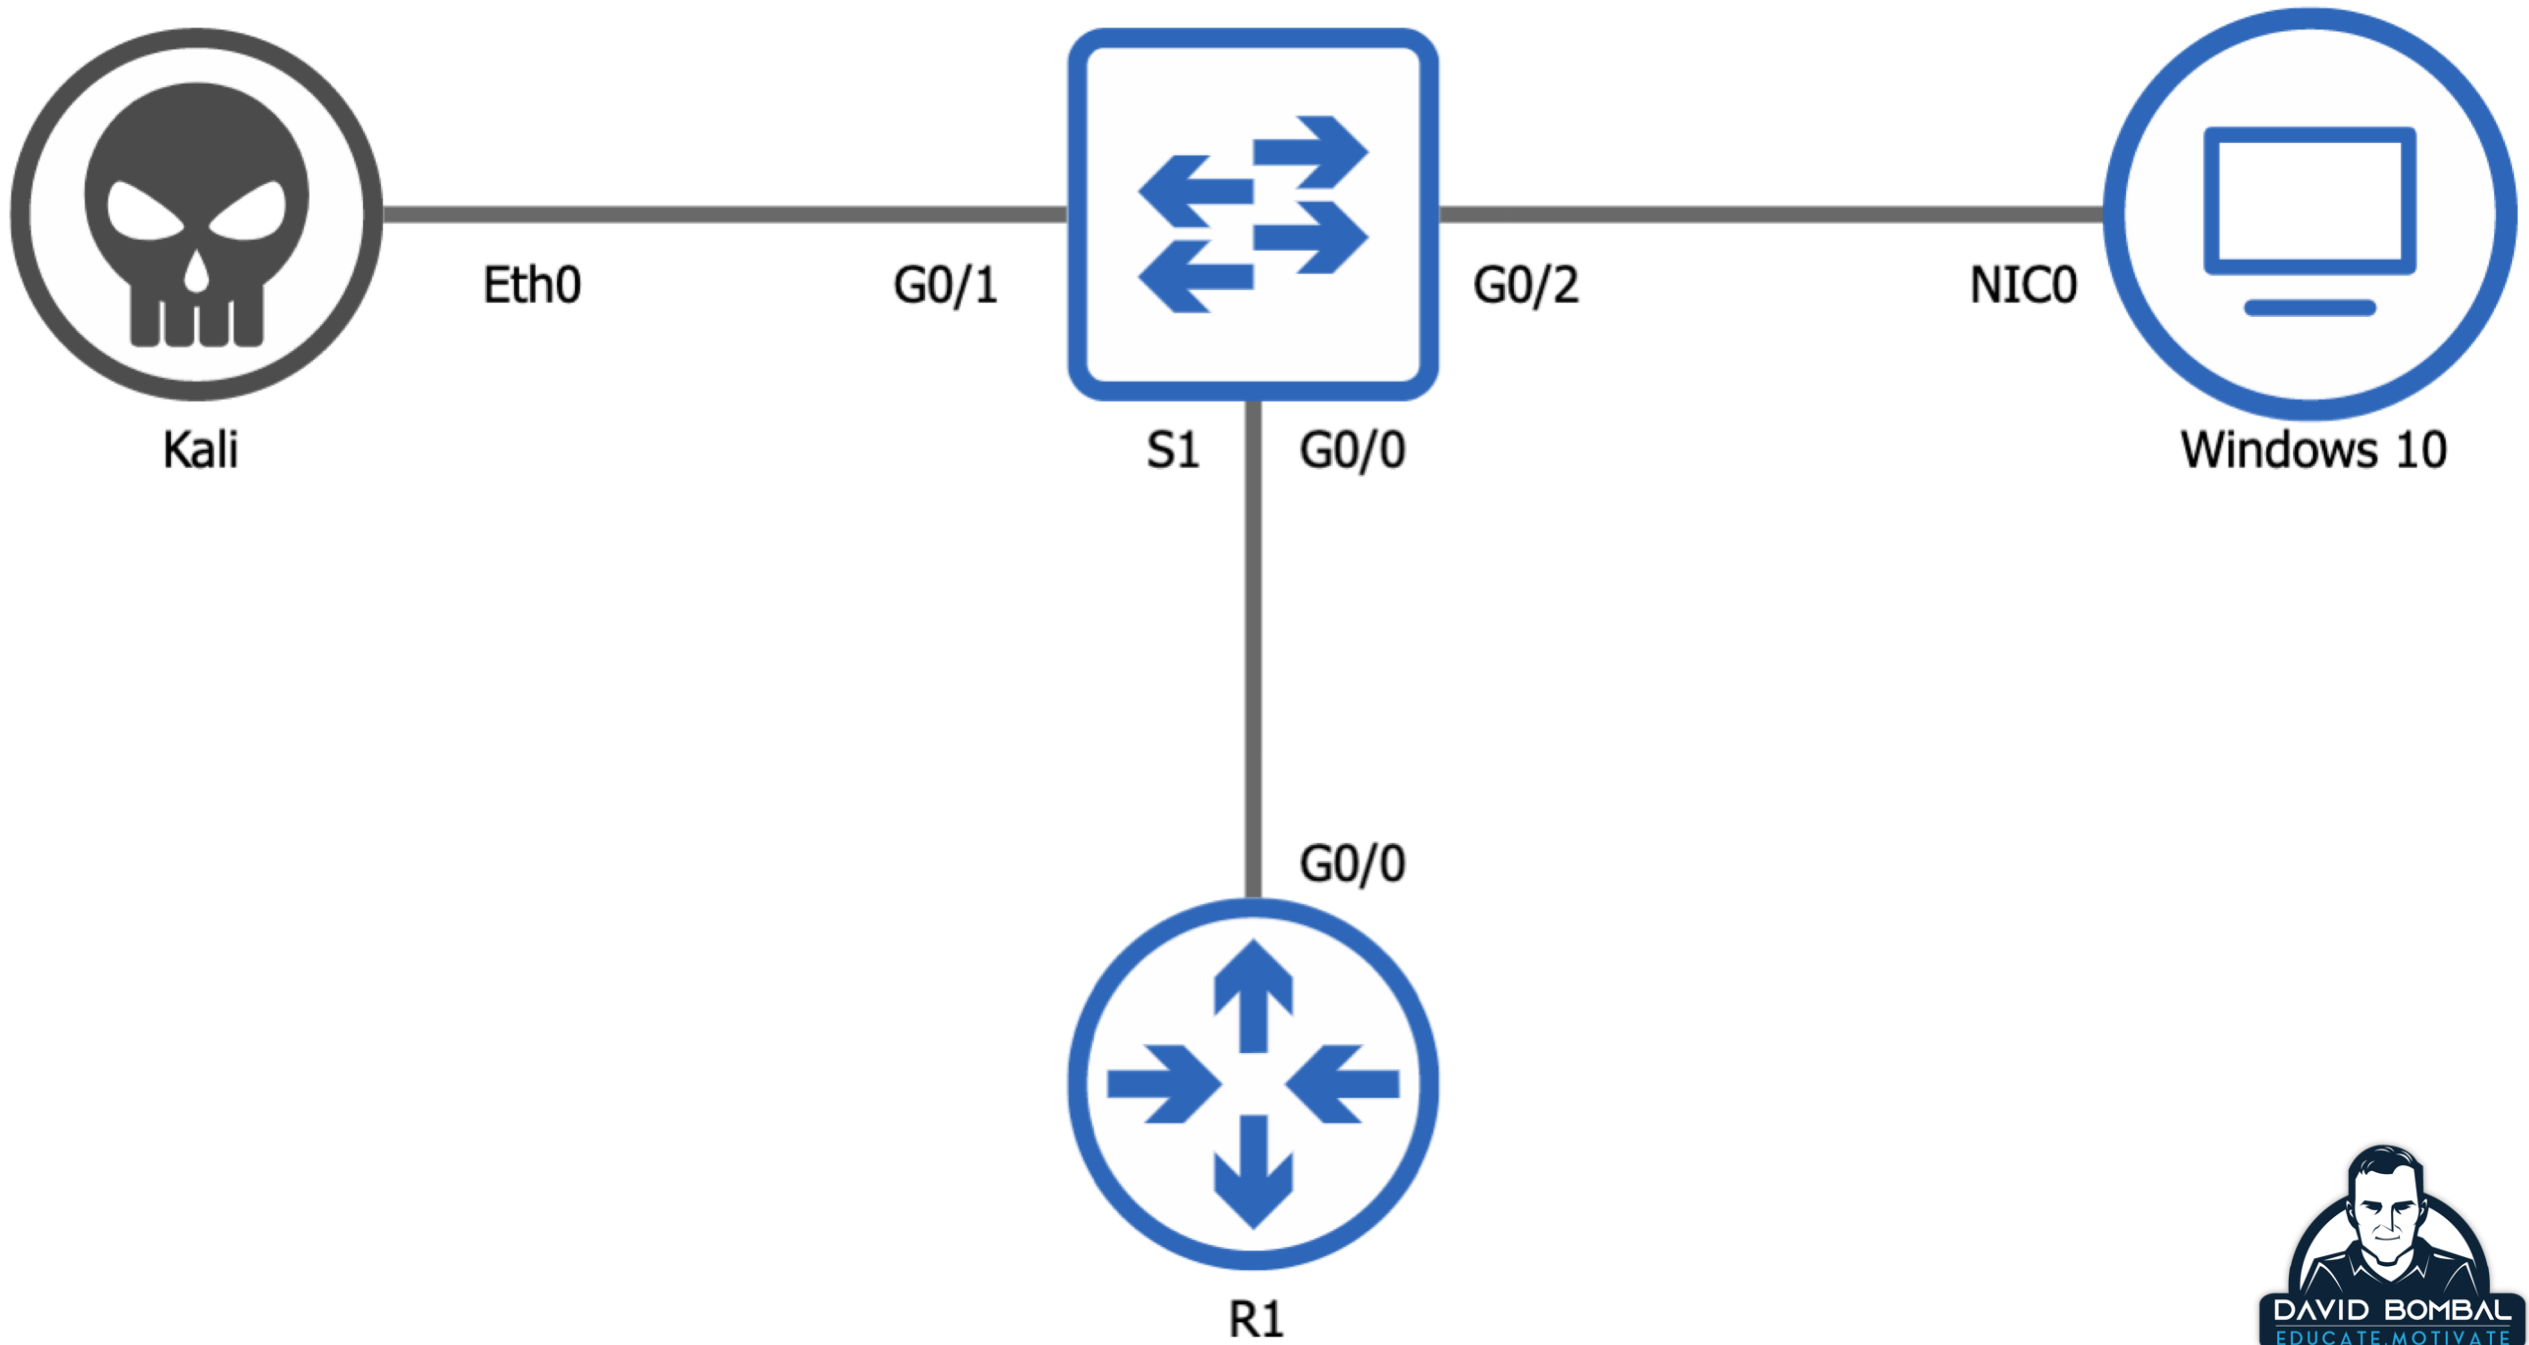 Eth0
G0/1
G0/2
NIC0
Kali
S1
G0/0
Windows 10
G0/0
R1
DAVID BOMBAL
EDUCATE.MOTIVATE